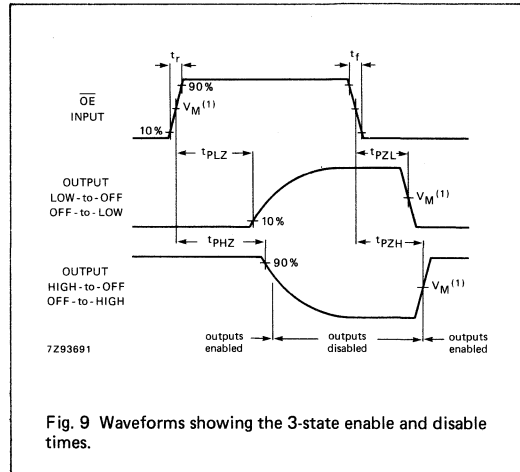 tr
tf
90%
OE
INPUT
VM(1)
VM(1)
10%
tPLZ
tPZL
OUTPUT
LOW-to-OFF
OFF-to-LOW
VM(1)
10%
tPHZ
tPZH
90%
OUTPUT
HIGH-to-OFF
OFF-to-HIGH
VM(1)
outputs enabled
outputs disabled
outputs enabled
7Z93691
Fig. 9 Waveforms showing the 3-state enable and disable
times.